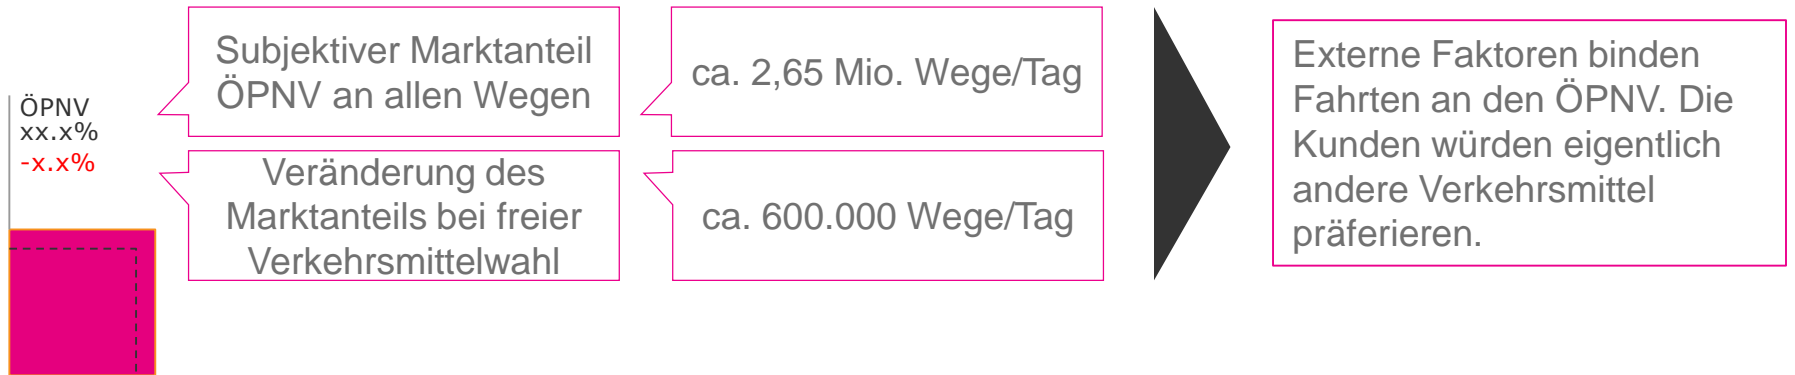 ÖPNV
xx.x%
-x.x%
Subjektiver Marktanteil
ÖPNV an allen Wegen
ca. 2,65 Mio. Wege/Tag
Veränderung des
Marktanteils bei freier
Verkehrsmittelwahl
ca. 600.000 Wege/Tag
Externe Faktoren binden
Fahrten an den ÖPNV. Die
Kunden würden eigentlich
andere Verkehrsmittel
präferieren.